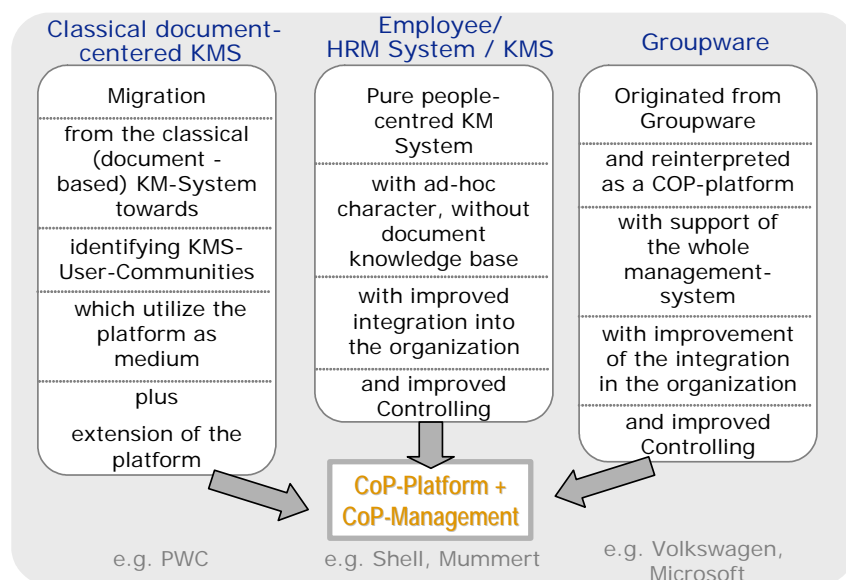 Classical document-
centered KMS
Migration
from the classical
(document -
based) KM-System
towards
identifying KMS-
User-Communities
which utilize the
platform as
medium
plus
extension of the
platform
e.g. PWC
Employee/
HRM System / KMS
Pure people-
centred KM
System
with ad-hoc
character, without
document
knowledge base
with improved
integration into
the organization
and improved
Controlling
CoP-Platform +
CoP-Management
e.g. Shell, Mummert
Groupware
Originated from
Groupware
and reinterpreted
as a COP-platform
with support of
the whole
management-
system
with improvement
of the integration
in the organization
and improved
Controlling
e.g. Volkswagen,
Microsoft